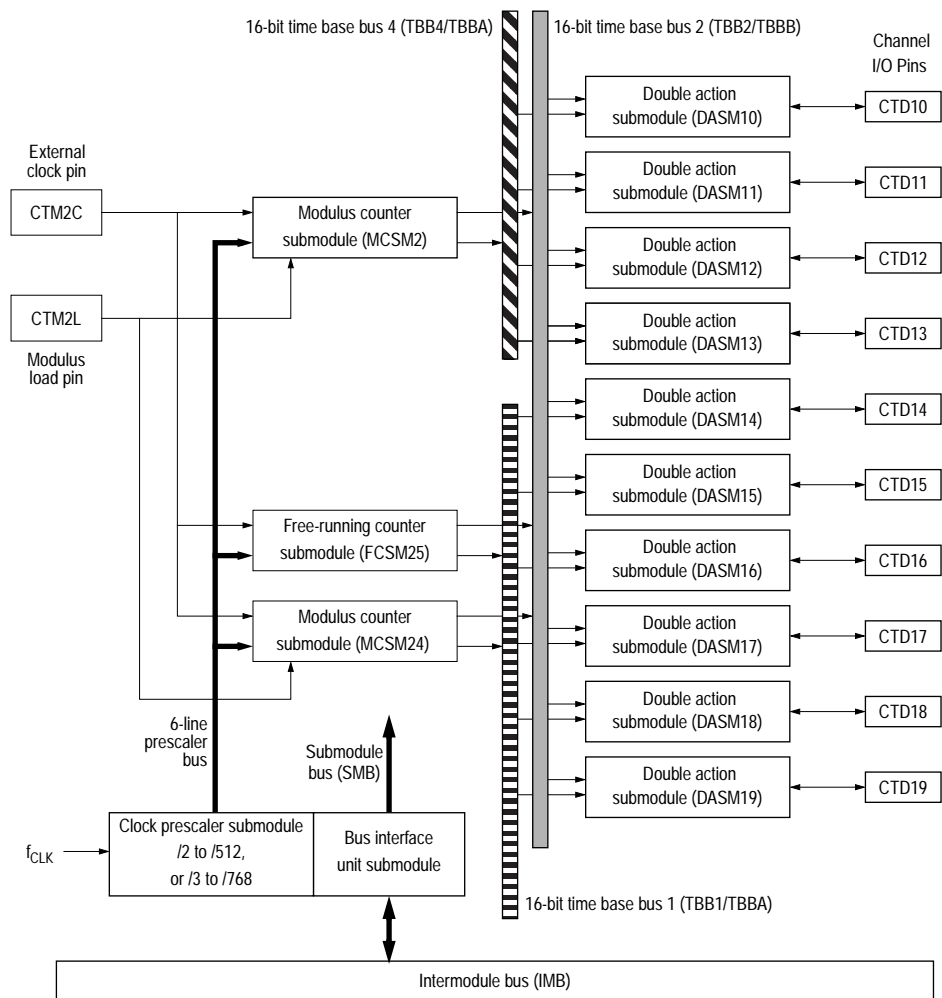 16-bit time base bus 4 (TBB4/TBBA)
16-bit time base bus 2 (TBB2/TBBB)
Channel
I/O Pins
Double action
submodule (DASM10)
CTD10
External
clock pin
CTM2C
Double action
submodule (DASM11)
CTD11
Modulus counter
submodule (MCSM2)
Double action
submodule (DASM12)
CTD12
CTM2L
Modulus
load pin
Double action
submodule (DASM13)
CTD13
Double action
submodule (DASM14)
CTD14
Double action
submodule (DASM15)
CTD15
Free-running counter
submodule (FCSM25)
Double action
submodule (DASM16)
CTD16
Modulus counter
submodule (MCSM24)
Double action
submodule (DASM17)
CTD17
6-line
prescaler
bus
Submodule
bus (SMB)
Double action
submodule (DASM18)
CTD18
Double action
submodule (DASM19)
CTD19
fCLK
Clock prescaler submodule
/2 to /512,
or /3 to /768
Bus interface
unit submodule
16-bit time base bus 1 (TBB1/TBBA)
Intermodule bus (IMB)